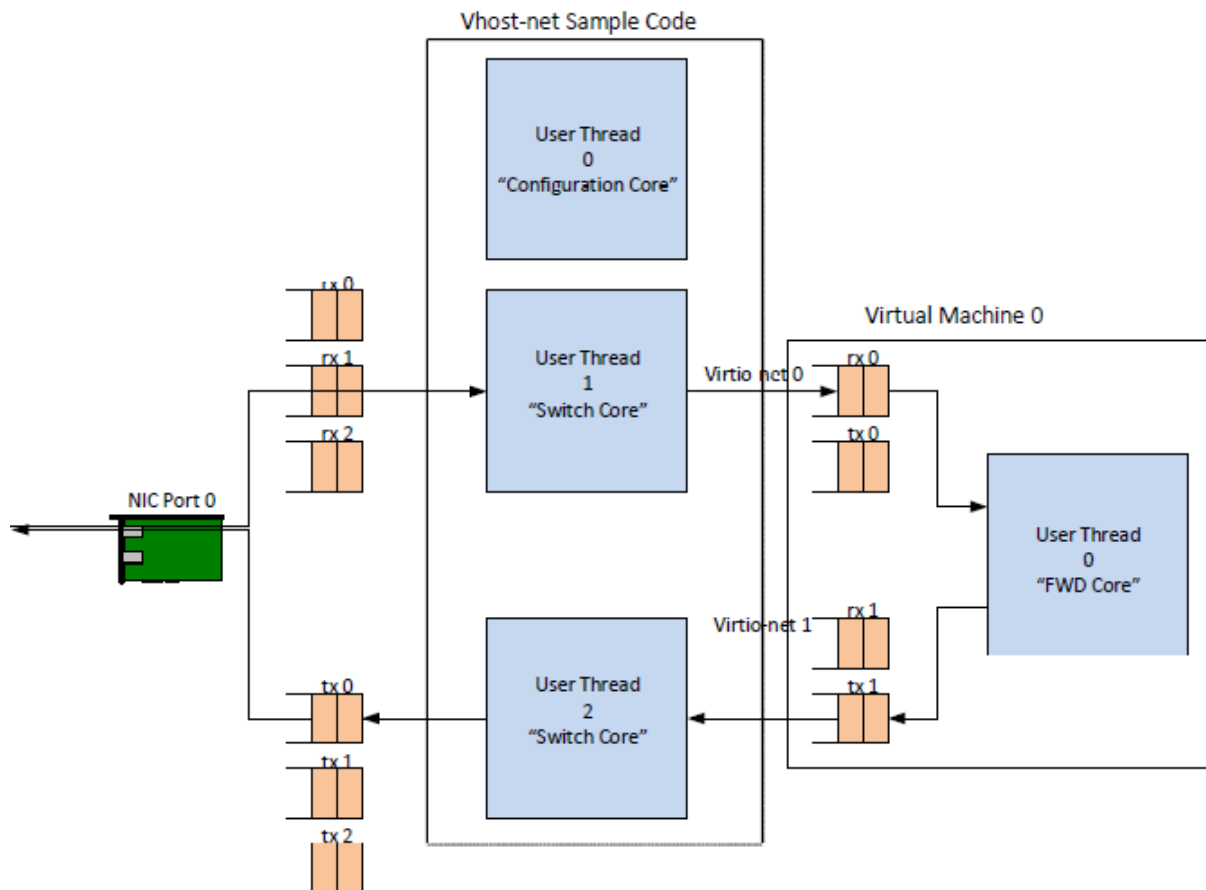 Vhost-net Sample Code
User Thread
0
“Configuration Core”
rx 0
rx 1
rx 2
User Thread
1
“Switch Core”
Virtio-net 0
Virtual Machine 0
rx 0
tx 0
NIC Port 0
User Thread
0
“FWD Core”
Virtio-net 1
rx 1
tx 1
User Thread
2
“Switch Core”
tx 0
tx 1
tx 2